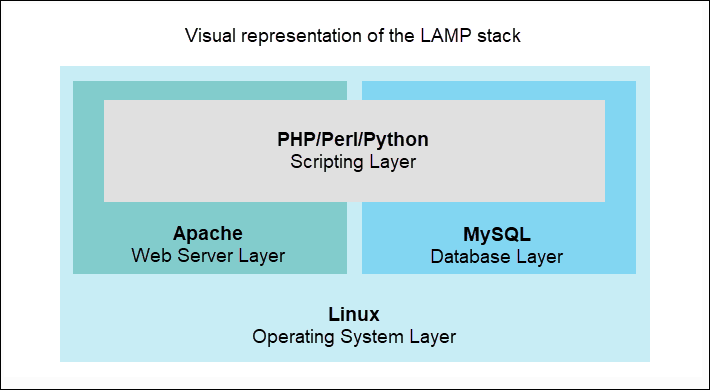 Visual representation of the LAMP stack
PHP/Perl/Python
Scripting Layer
Apache
Web Server Layer
MySQL
Database Layer
Linux
Operating System Layer